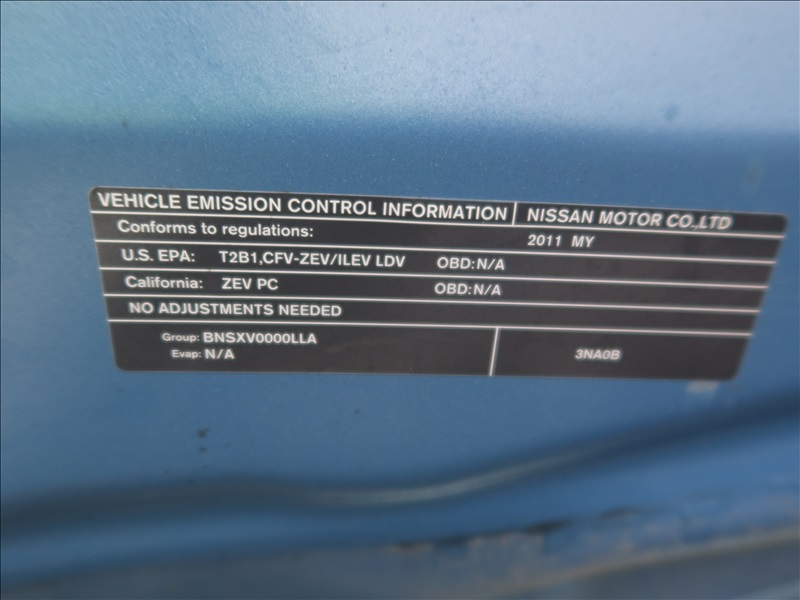 VEHICLE EMISSION CONTROL INFORMATION NISSAN MOTOR CO.,LTD
Conforms to regulations: 2011 MY
U.S. EPA: T2B1,CFV-ZEV/ILEV LDV OBD:N/A
California: ZEV PC OBD:N/A
NO ADJUSTMENTS NEEDED
Group: BNSXV0000LLA
Evap: N/A
3NA0B